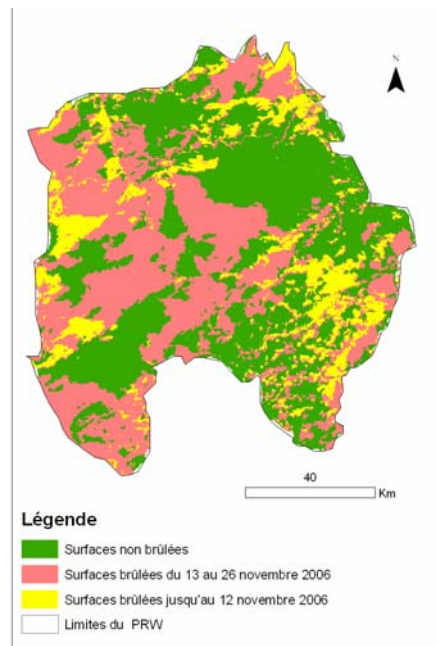 N
40
Km
Légende
Surfaces non brûlées
Surfaces brûlées du 13 au 26 novembre 2006
Surfaces brûlées jusqu'au 12 novembre 2006
Limites du PRW